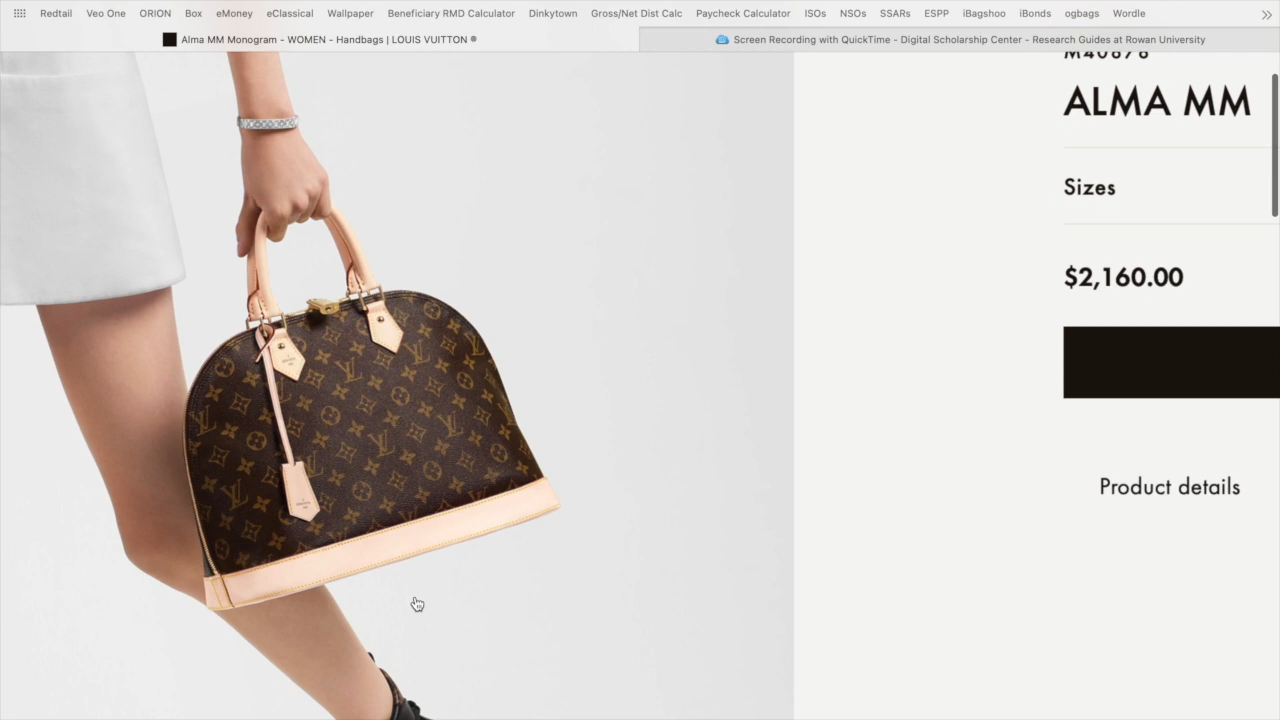 Redtail Veo One ORION Box eMoney eClassical Wallpaper Beneficiary RMD Calculator Dinkytown Gross/Net Dist Calc Paycheck Calculator ISOs NSOs SSARs ESPP iBagshoo iBonds ogbags Wordle
Alma MM Monogram - WOMEN - Handbags | LOUIS VUITTON ®
Screen Recording with QuickTime - Digital Scholarship Center - Research Guides at Rowan University
ALMA MM
Sizes
$2,160.00
Product details